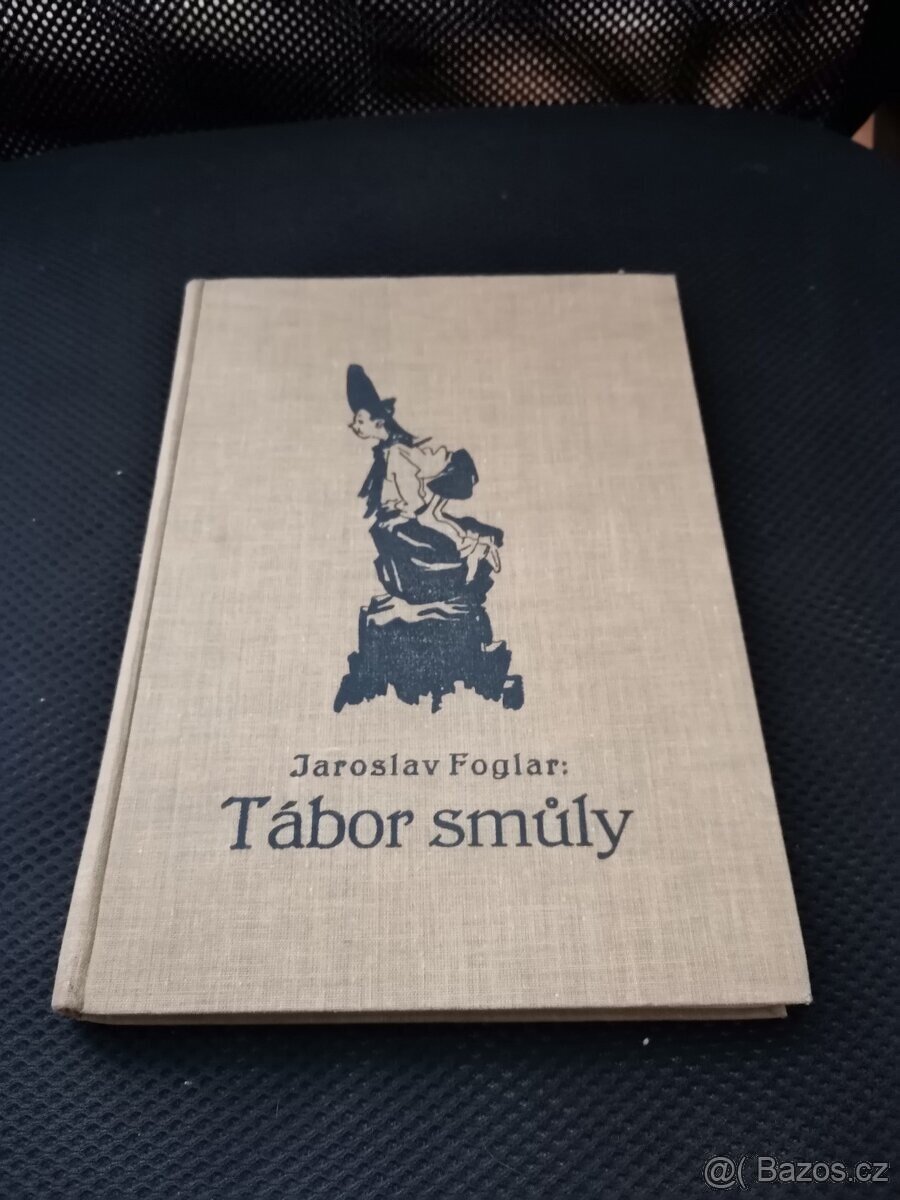 Jaroslav Foglar:
Tábor smůly
@( Bazos.cz